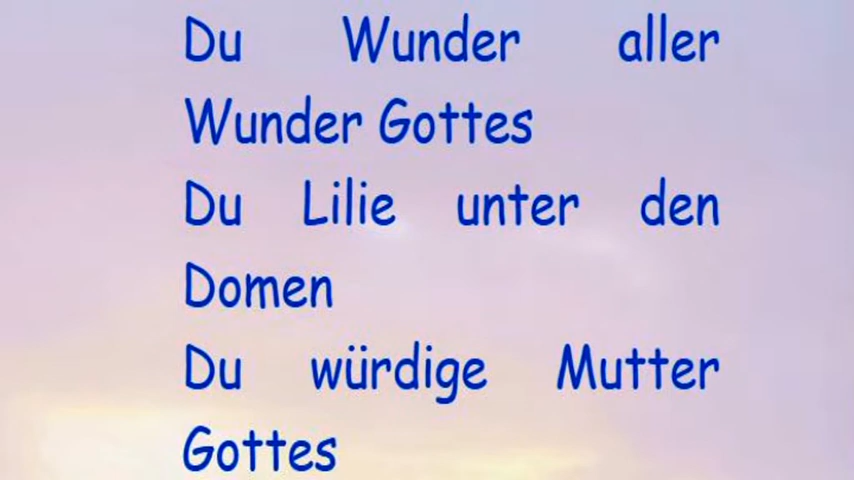 Du Wunder aller
Wunder Gottes
Du Lilie unter den
Domen
Du würdige Mutter
Gottes